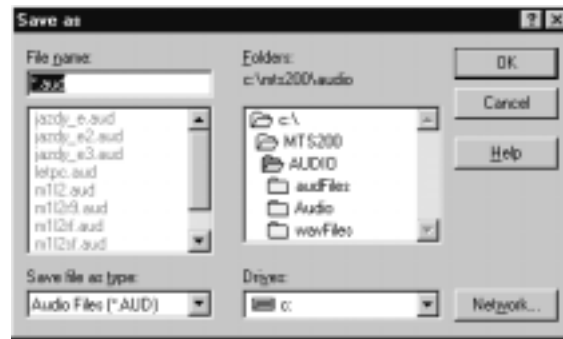 Save as
File name:
*.aud
jazdy_e.aud
jazdy_e2.aud
jazdy_e3.aud
letpc.aud
m1l2.aud
m1l2r9.aud
m1l2rf.aud
m1l2sf.aud
Save file as type:
Audio Files (*.AUD)
Folders:
c:\mts200\audio
c:\
MTS200
AUDIO
audFiles
Audio
wavFiles
Drives:
c:
OK
Cancel
Help
Network...